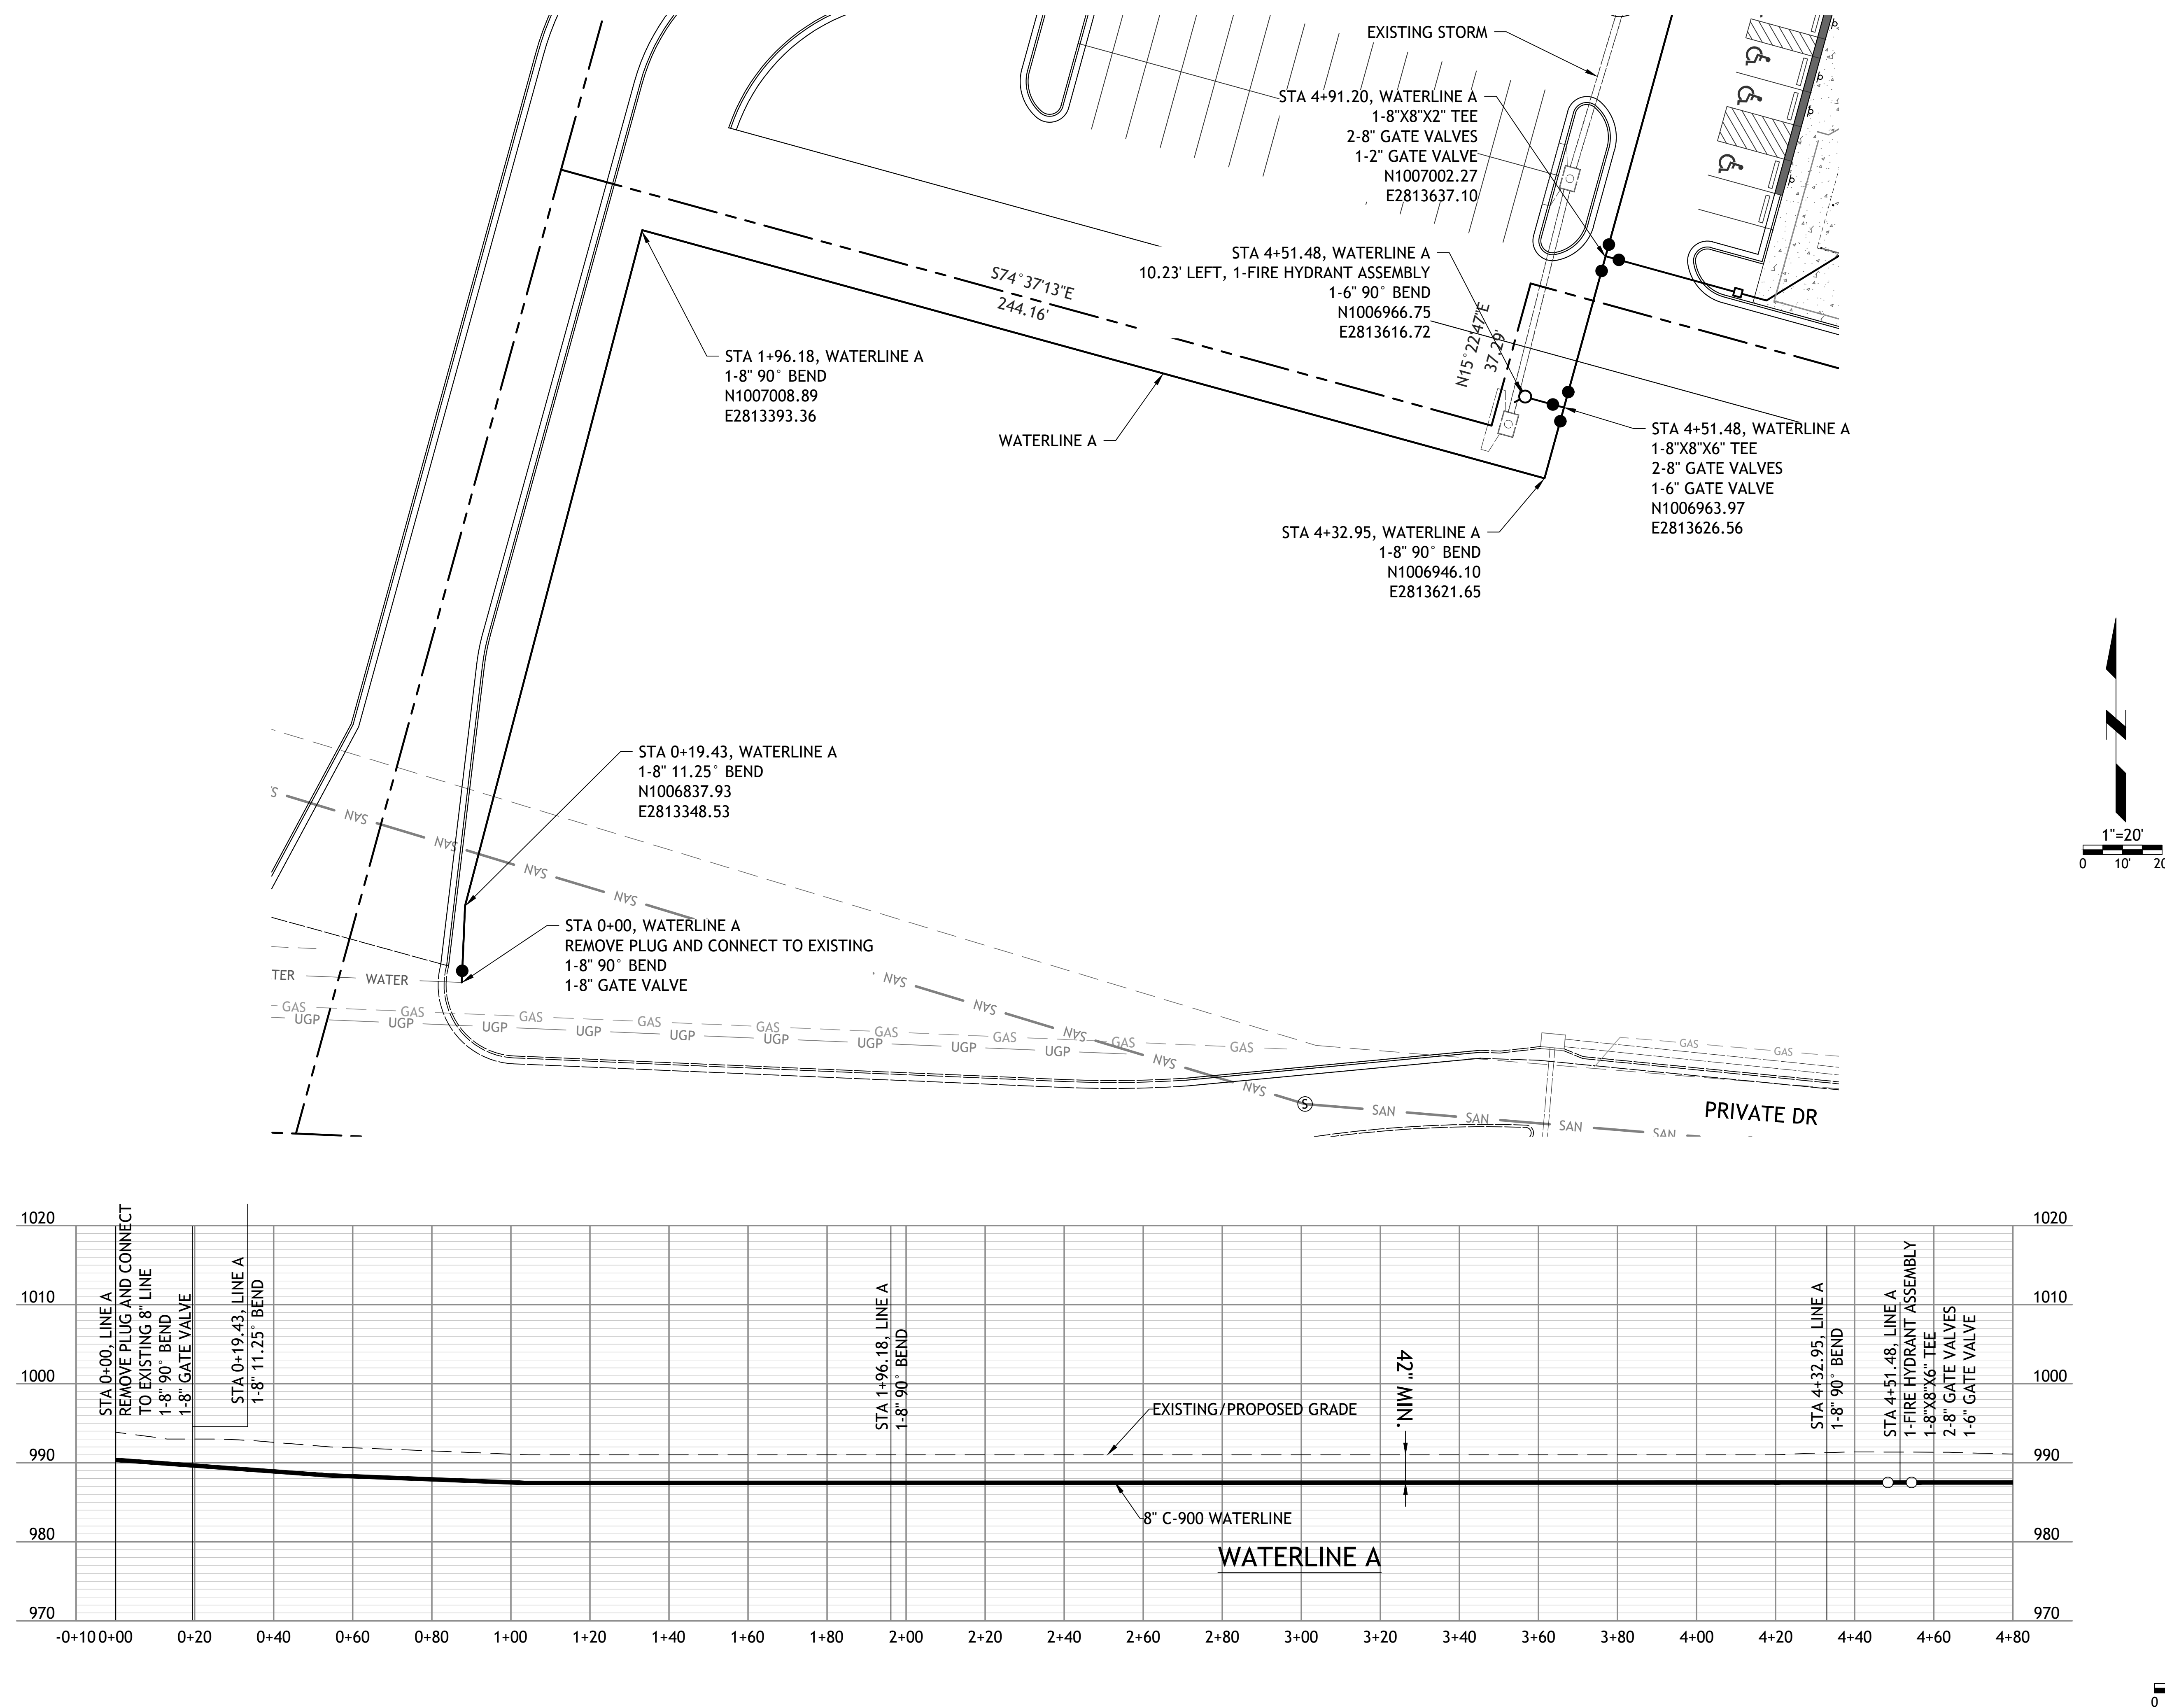 EXISTING STORM
STA 4+91.20, WATERLINE A
1-8"X8"X2" TEE
2-8" GATE VALVES
1-2" GATE VALVE
N1007002.27
E2813637.10
STA 4+51.48, WATERLINE A
10.23' LEFT, 1-FIRE HYDRANT ASSEMBLY
1-6" 90° BEND
N1006966.75
E2813616.72
S74°37'13"E
244.16'
N15°22'47"E
37.29'
STA 1+96.18, WATERLINE A
1-8" 90° BEND
N1007008.89
E2813393.36
WATERLINE A
STA 4+51.48, WATERLINE A
1-8"X8"X6" TEE
2-8" GATE VALVES
1-6" GATE VALVE
N1006963.97
E2813626.56
STA 4+32.95, WATERLINE A
1-8" 90° BEND
N1006946.10
E2813621.65
STA 0+19.43, WATERLINE A
1-8" 11.25° BEND
N1006837.93
E2813348.53
SAN SAN SAN SAN
STA 0+00, WATERLINE A
REMOVE PLUG AND CONNECT TO EXISTING
1-8" 90° BEND
1-8" GATE VALVE
TER WATER
SAN SAN SAN SAN SAN
GAS GAS GAS GAS GAS GAS GAS GAS GAS
UGP UGP UGP UGP UGP UGP UGP UGP UGP
GAS GAS
S
SAN SAN SAN SAN
PRIVATE DR
N
1"=20'
0 10' 20
1020 1020
1010 1010
1000 1000
990 990
980 980
970 970
STA 0+00, LINE A
REMOVE PLUG AND CONNECT
TO EXISTING 8" LINE
1-8" 90° BEND
1-8" GATE VALVE
STA 0+19.43, LINE A
1-8" 11.25° BEND
STA 1+96.18, LINE A
1-8" 90° BEND
EXISTING/PROPOSED GRADE
42" MIN.
STA 4+32.95, LINE A
1-8" 90° BEND
STA 4+51.48, LINE A
1-FIRE HYDRANT ASSEMBLY
1-8"X8"X6" TEE
2-8" GATE VALVES
1-6" GATE VALVE
8" C-900 WATERLINE
WATERLINE A
-0+10 0+00 0+20 0+40 0+60 0+80 1+00 1+20 1+40 1+60 1+80 2+00 2+20 2+40 2+60 2+80 3+00 3+20 3+40 3+60 3+80 4+00 4+20 4+40 4+60 4+80
0